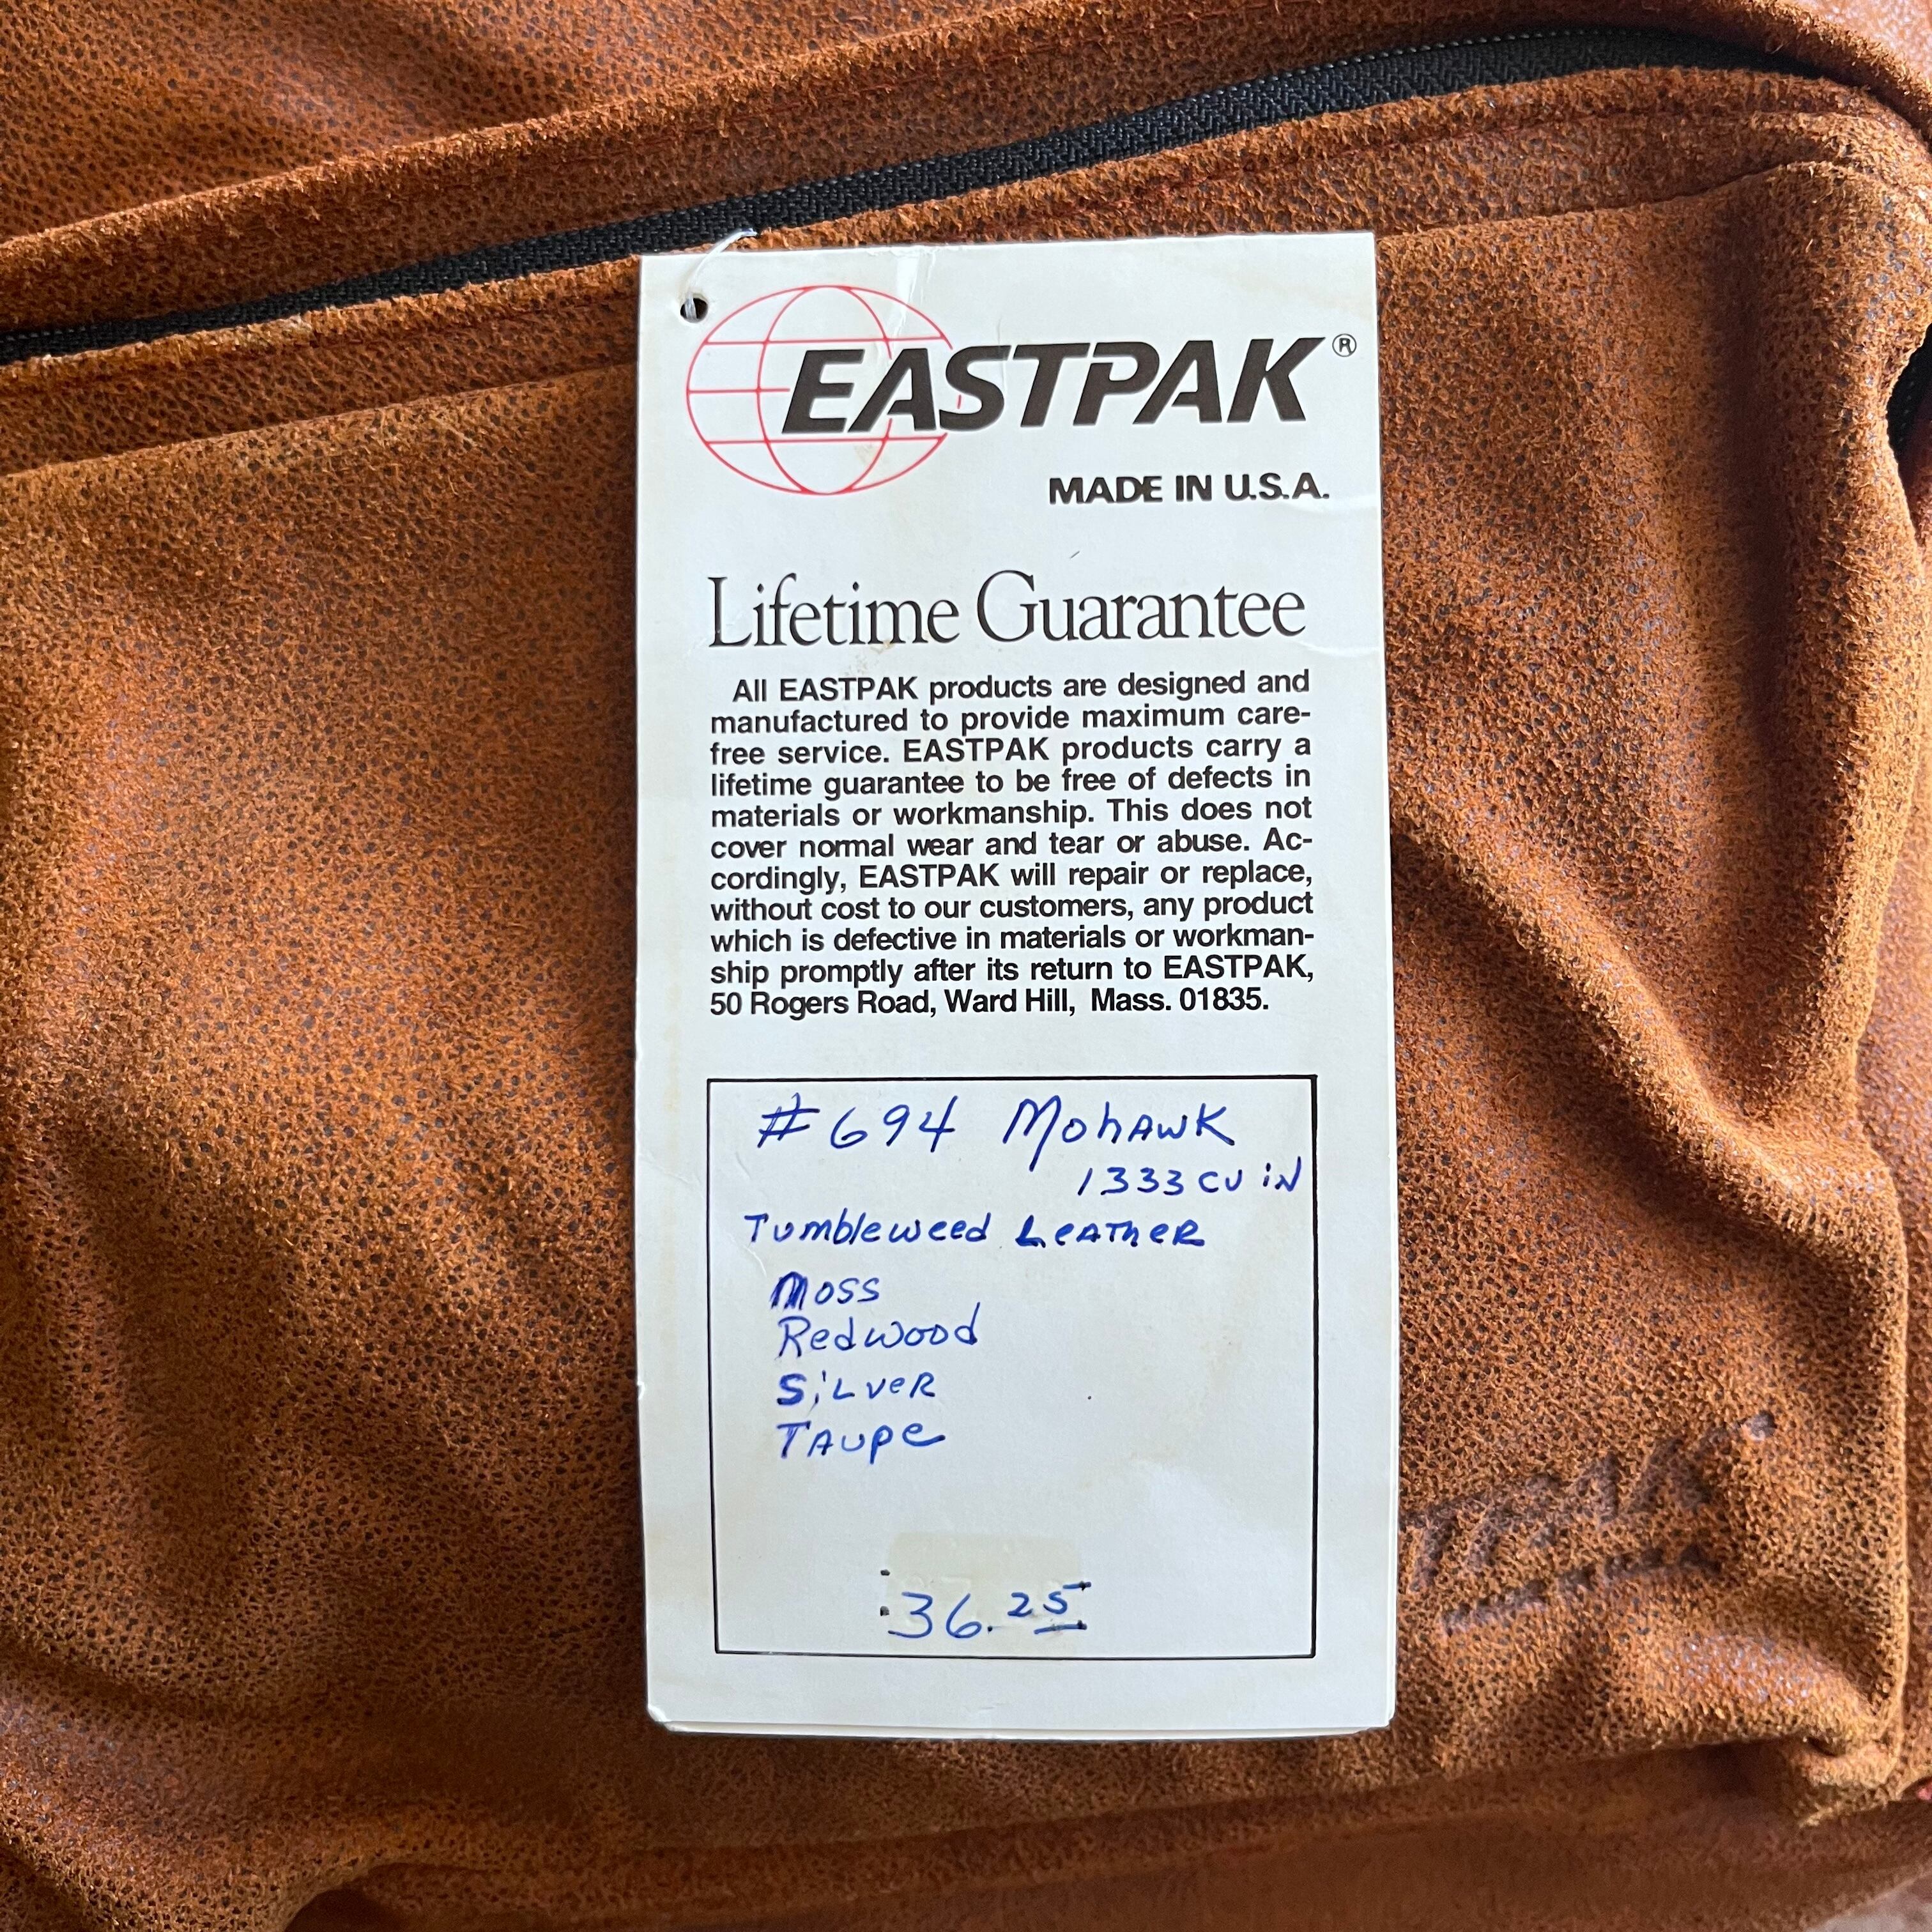 EASTPAK®
MADE IN U.S.A.
Lifetime Guarantee
All EASTPAK products are designed and
manufactured to provide maximum care-
free service. EASTPAK products carry a
lifetime guarantee to be free of defects in
materials or workmanship. This does not
cover normal wear and tear or abuse. Ac-
cordingly, EASTPAK will repair or replace,
without cost to our customers, any product
which is defective in materials or workman-
ship promptly after its return to EASTPAK,
50 Rogers Road, Ward Hill, Mass. 01835.
#694 Mohawk
1333 cu in
Tumbleweed Leather
Moss
Redwood
Silver
Taupe
36.25